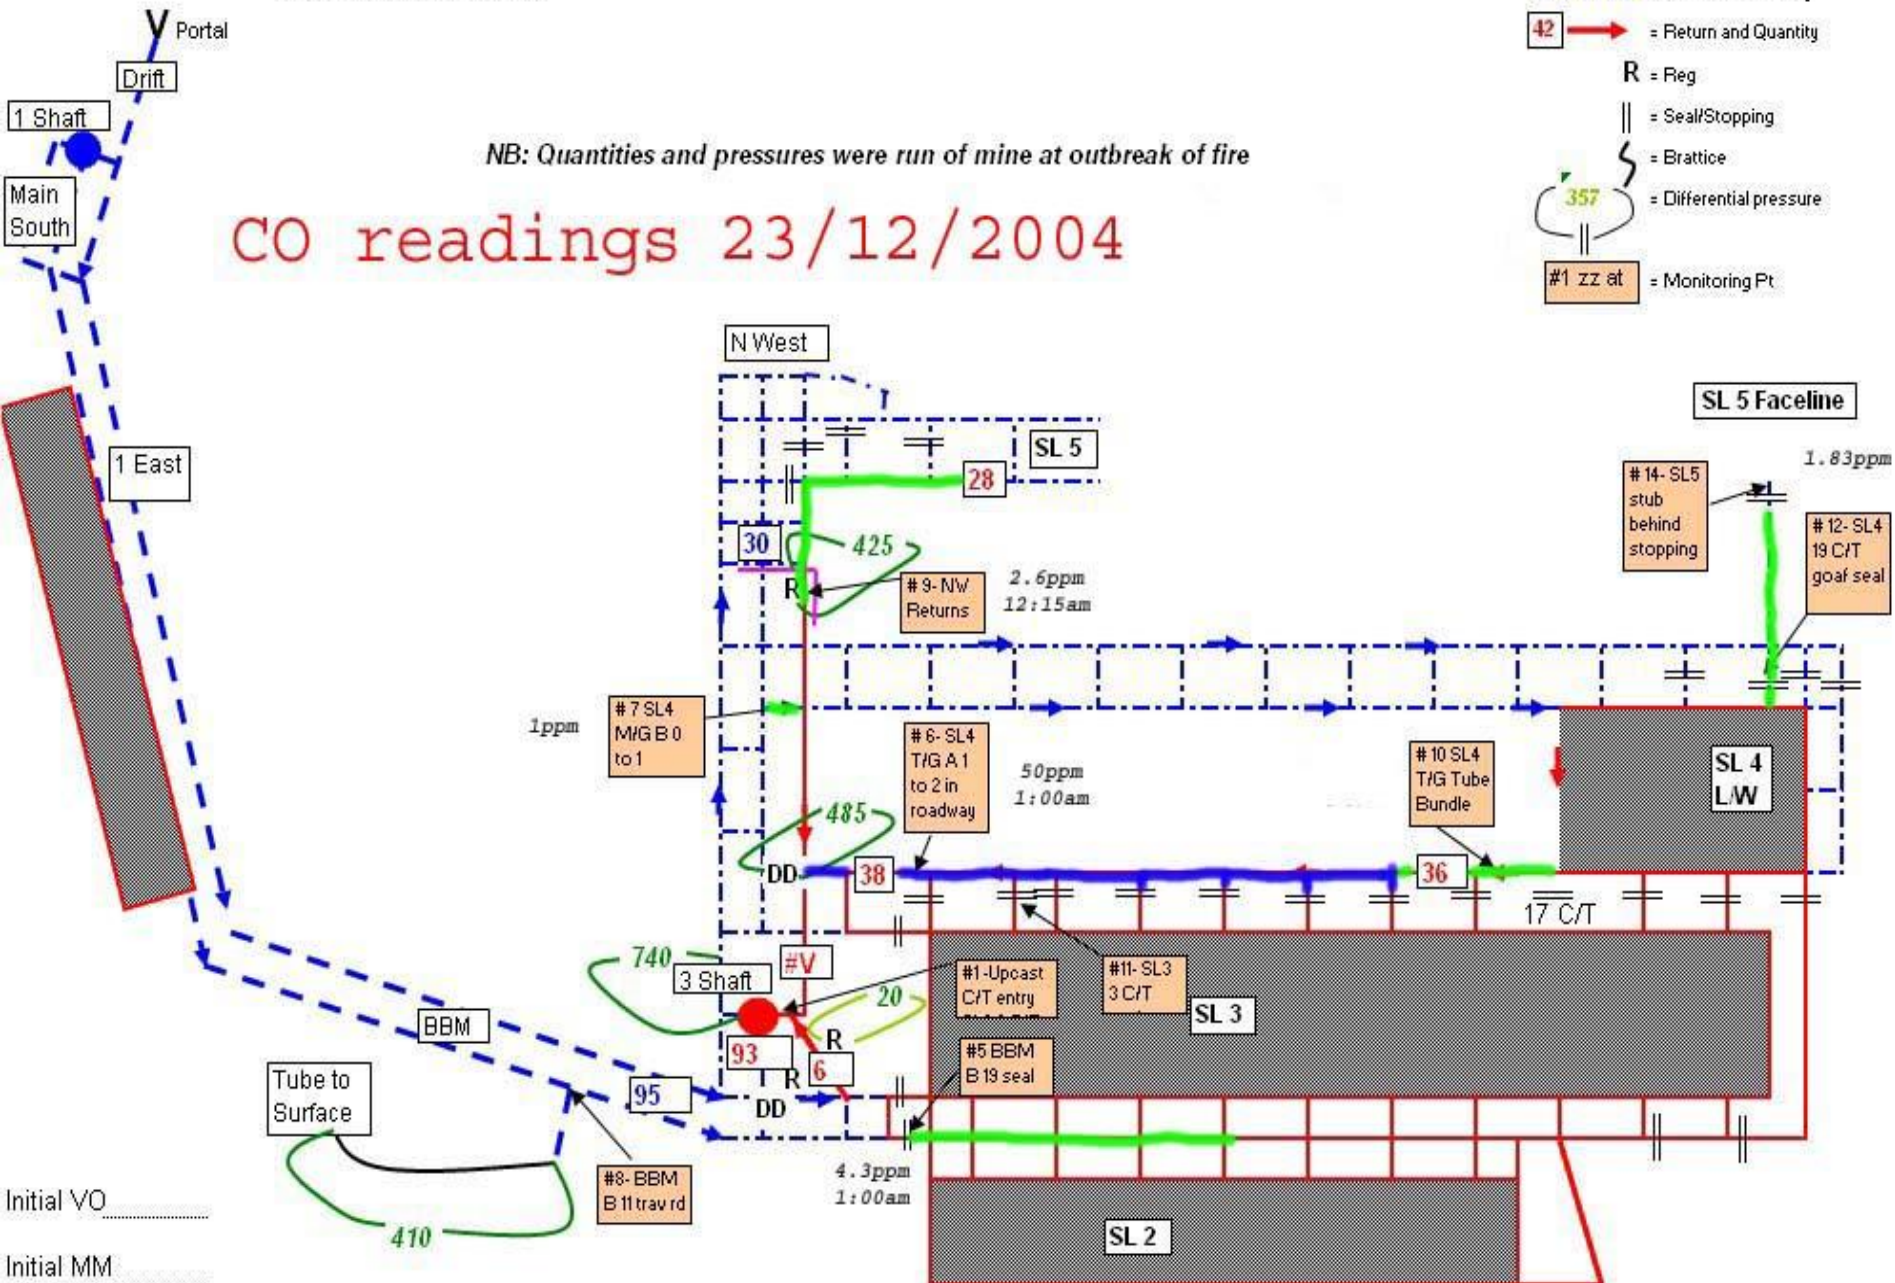 V Portal
Drift
1 Shaft
Main
South
42 = Return and Quantity
R = Reg
= Seal/Stopping
= Brattice
357 = Differential pressure
#1 zz at = Monitoring Pt
NB: Quantities and pressures were run of mine at outbreak of fire
CO readings 23/12/2004
N West
SL 5 Faceline
1 East
SL 5
28
1.83ppm
# 14- SL5
stub
behind
stopping
# 12- SL4
19 C/T
goaf seal
30
425
R
# 9- NW
Returns
2.6ppm
12:15am
1ppm
# 7 SL4
M/G B 0
to 1
# 6- SL4
T/G A 1
to 2 in
roadway
50ppm
1:00am
# 10 SL4
T/G Tube
Bundle
SL 4
L/W
485
DD
38
36
17 C/T
740
3 Shaft
#V
#1-Upcast
C/T entry
#11- SL3
3 C/T
SL 3
20
R
93
6
R
DD
#5 BBM
B 19 seal
BBM
95
Tube to
Surface
#8- BBM
B 11 trav rd
4.3ppm
1:00am
410
SL 2
Initial VO
Initial MM